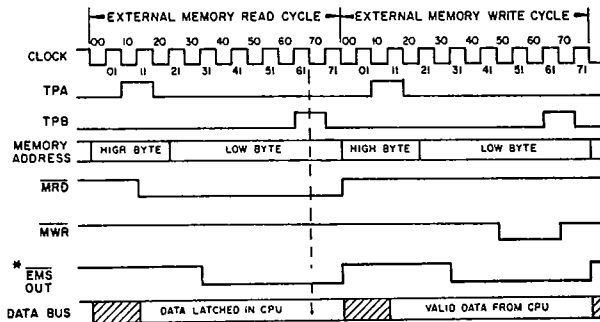 EXTERNAL MEMORY READ CYCLE EXTERNAL MEMORY WRITE CYCLE
00 10 20 30 40 50 60 70 00 10 20 30 40 50 60 70
CLOCK
01 11 21 31 41 51 61 71 01 11 21 31 41 51 61 71
TPA
TPB
MEMORY ADDRESS HIGR BYTE LOW BYTE HIGH BYTE LOW BYTE
MRD
MWR
* EMS OUT
DATA BUS DATA LATCHED IN CPU VALID DATA FROM CPU